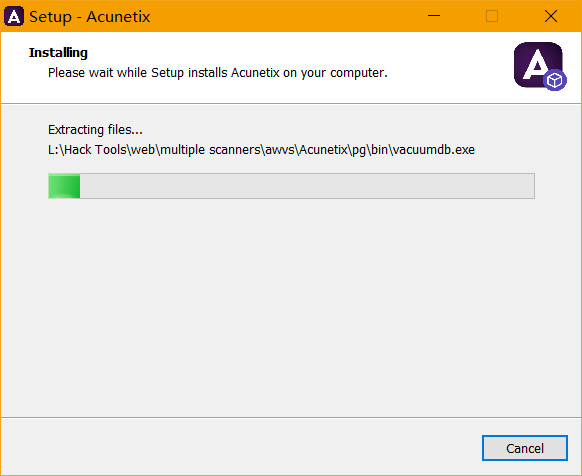 Setup - Acunetix
Installing
Please wait while Setup installs Acunetix on your computer.
Extracting files...
L:\Hack Tools\web\multiple scanners\awvs\Acunetix\pg\bin\vacuumdb.exe
Cancel